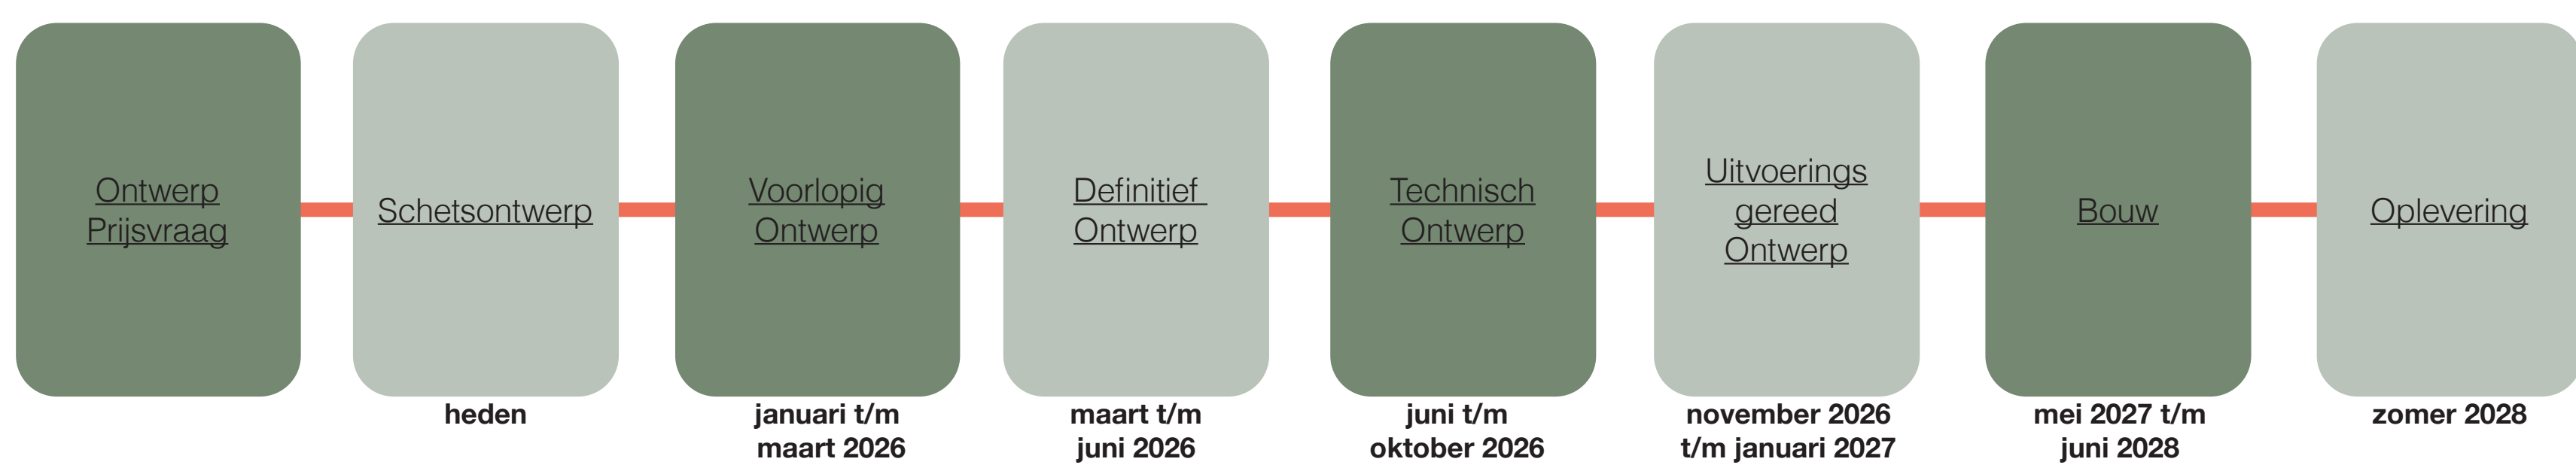 Ontwerp
Prijsvraag
Schetsontwerp
heden
Voorlopig
Ontwerp
januari t/m
maart 2026
Definitief
Ontwerp
maart t/m
juni 2026
Technisch
Ontwerp
juni t/m
oktober 2026
Uitvoerings
gereed
Ontwerp
november 2026
t/m januari 2027
Bouw
mei 2027 t/m
juni 2028
Oplevering
zomer 2028